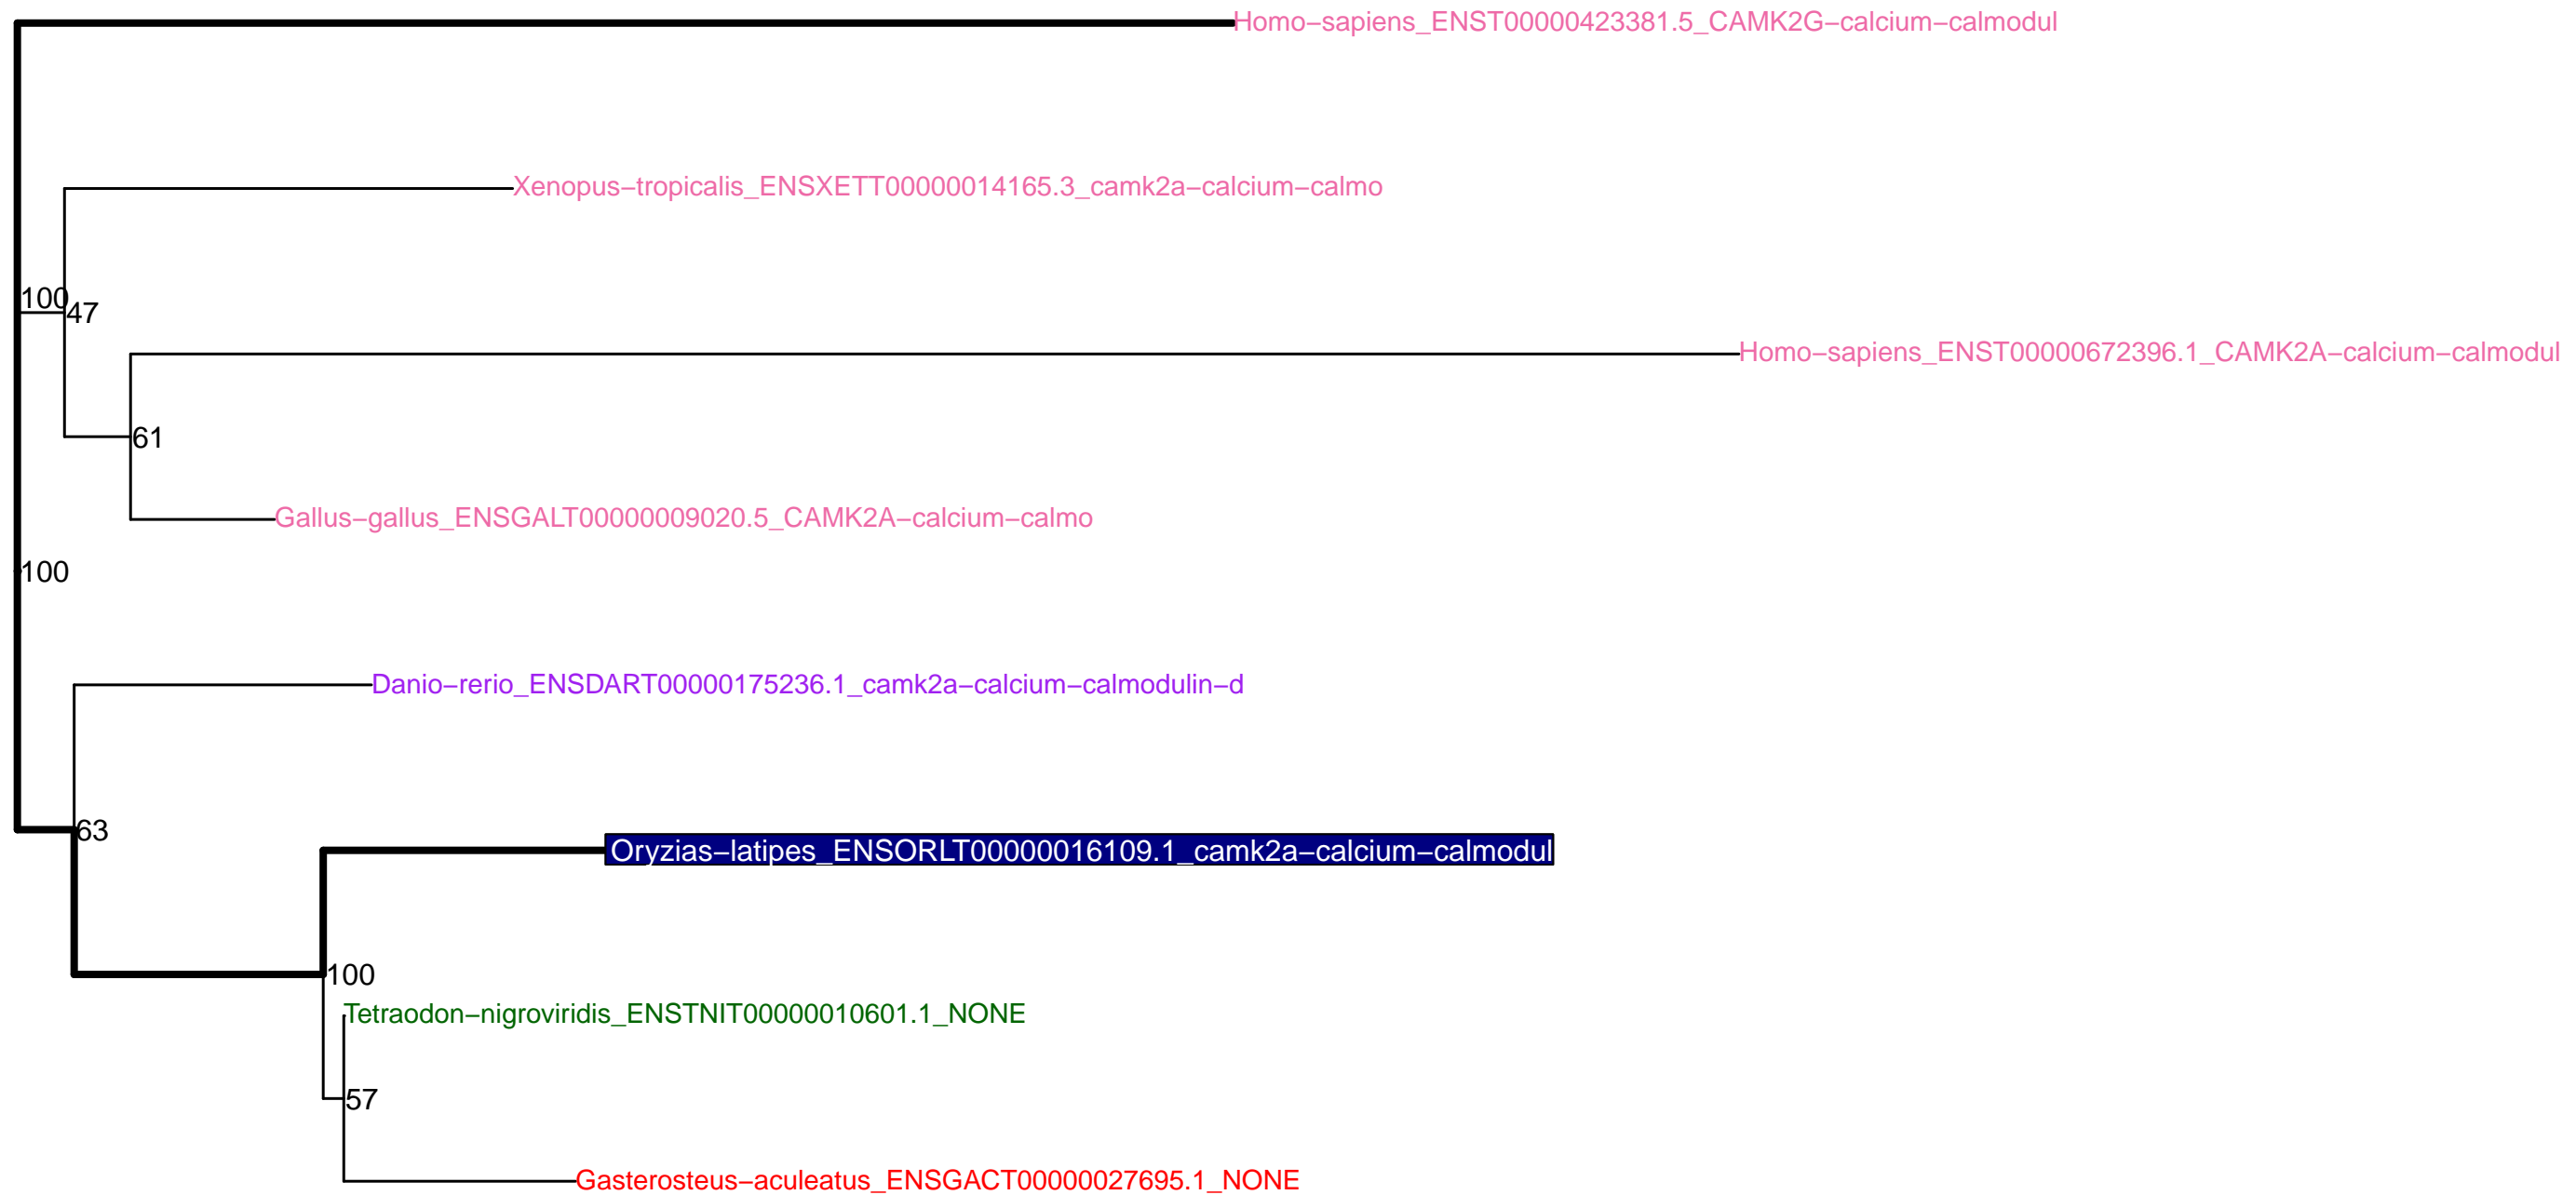 Homo−sapiens_ENST00000423381.5_CAMK2G−calcium−calmodul
Xenopus−tropicalis_ENSXETT00000014165.3_camk2a−calcium−calmo
100
47
Homo−sapiens_ENST00000672396.1_CAMK2A−calcium−calmodul
61
Gallus−gallus_ENSGALT00000009020.5_CAMK2A−calcium−calmo
100
Danio−rerio_ENSDART00000175236.1_camk2a−calcium−calmodulin−d
63
Oryzias−latipes_ENSORLT00000016109.1_camk2a−calcium−calmodul
100
Tetraodon−nigroviridis_ENSTNIT00000010601.1_NONE
57
Gasterosteus−aculeatus_ENSGACT00000027695.1_NONE